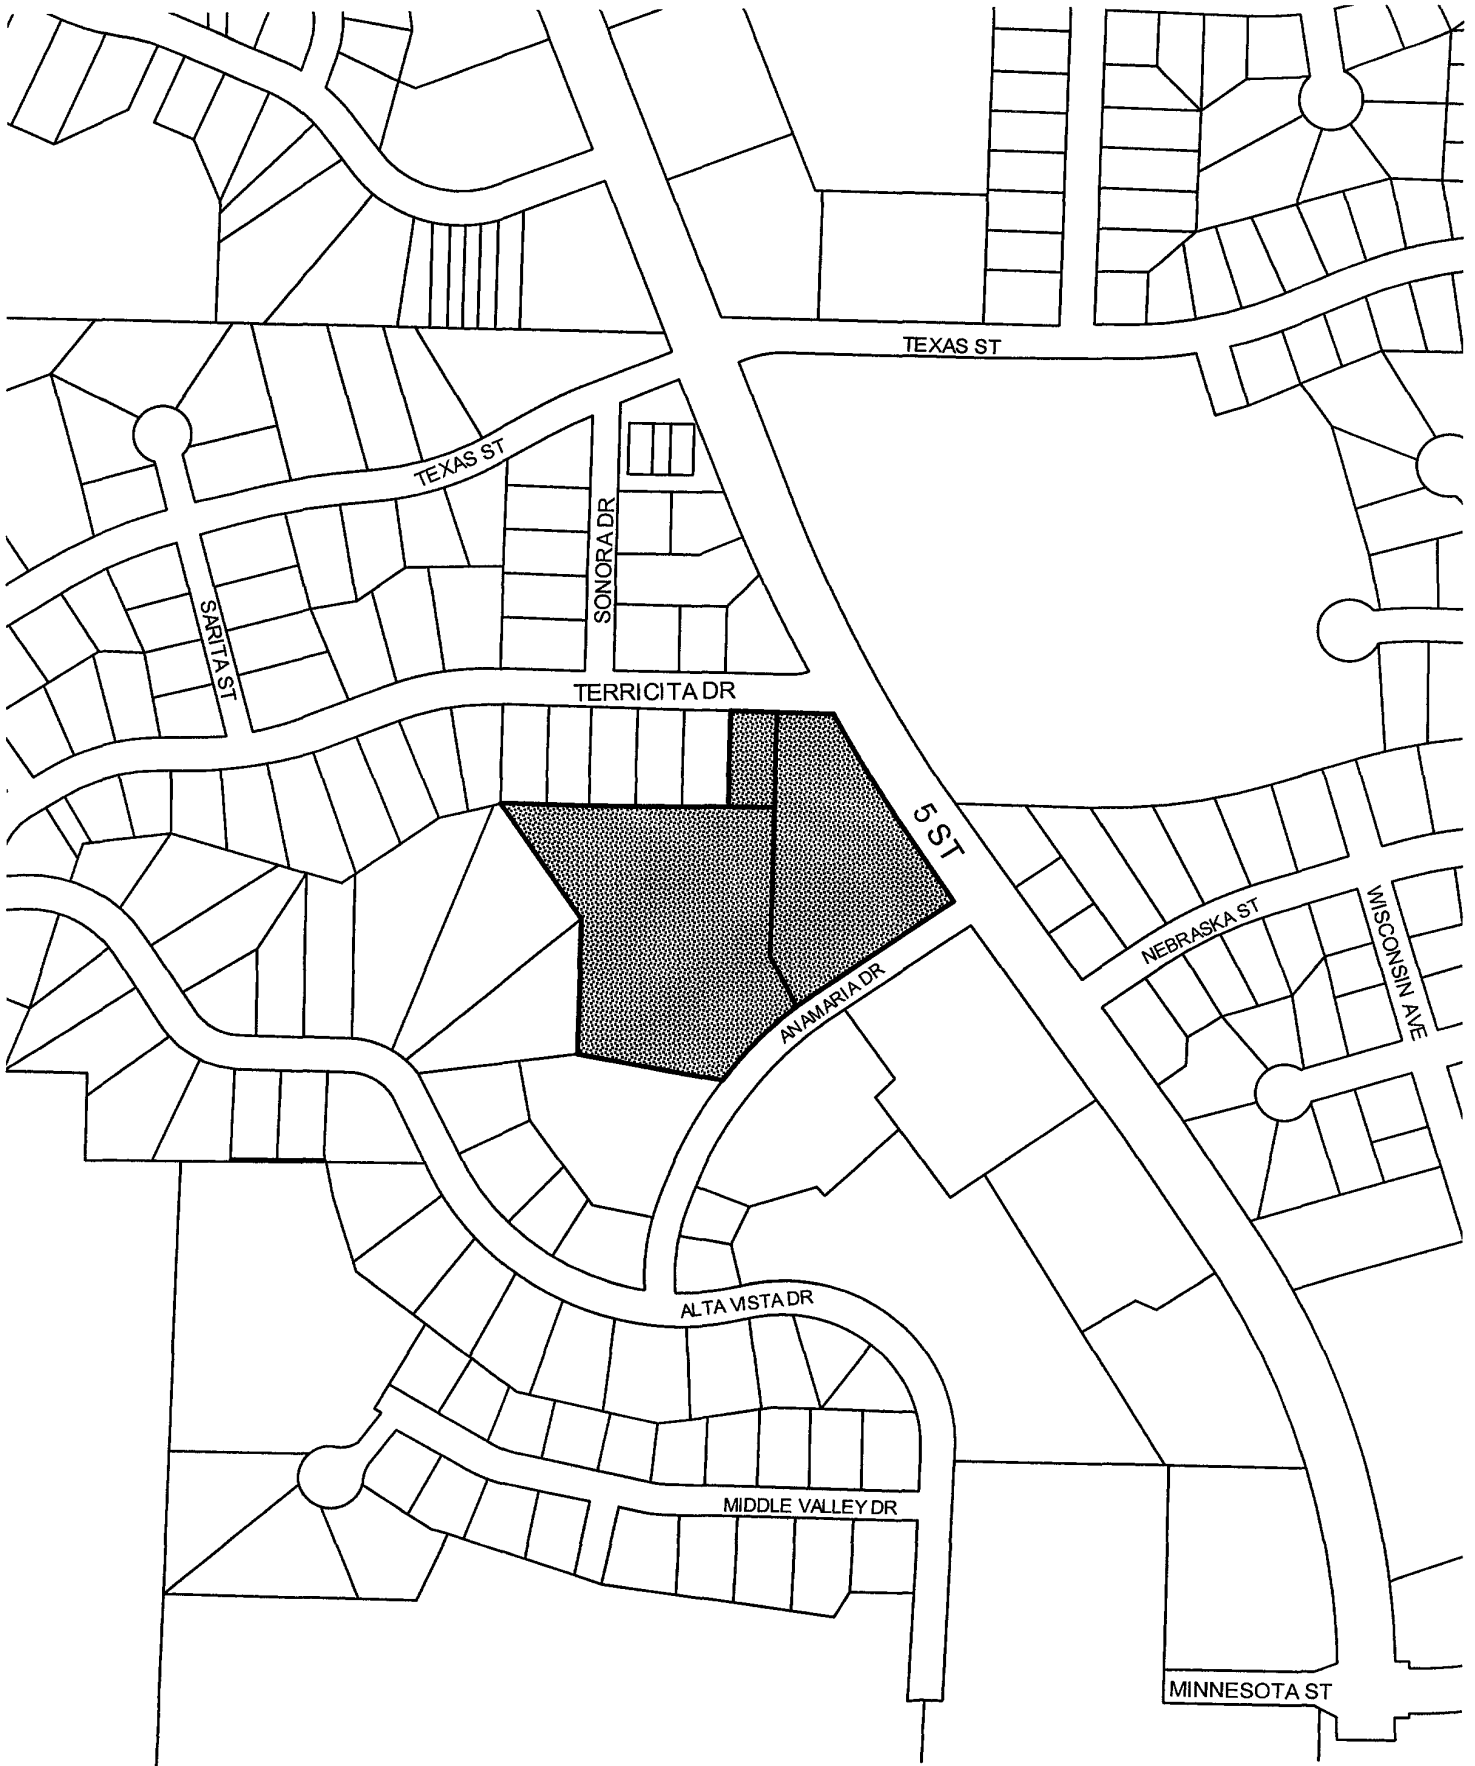 TEXAS ST
TEXAS ST
SONORA DR
SARITA ST
TERRICITA DR
5 ST
NEBRASKA ST
WISCONSIN AVE
ANAMARIA DR
ALTA VISTA DR
MIDDLE VALLEY DR
MINNESOTA ST